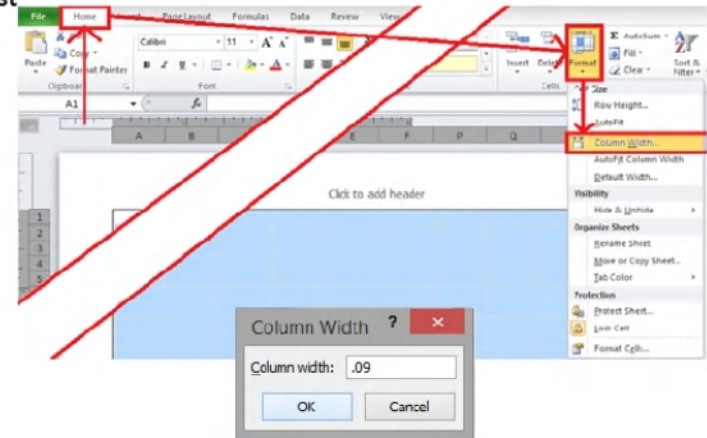 st
File Home Page Layout Formulas Data Review View
Calibri 11 A A Insert Delete Format Σ AutoSum
Paste Copy Fill
Format Painter B I U A Clear Sort & Filter
Clipboard Font Cells
A1 fx Size
Row Height...
AutoFit
A B E F P Q Column Width...
AutoFit Column Width
Default Width...
Click to add header Visibility
Hide & Unhide
1 Organize Sheets
2 Rename Sheet
3 Move or Copy Sheet...
4 Tab Color
5 Protection
Protect Sheet...
Lock Cell
Format Cells...
Column Width ? ×
Column width: .09
OK Cancel